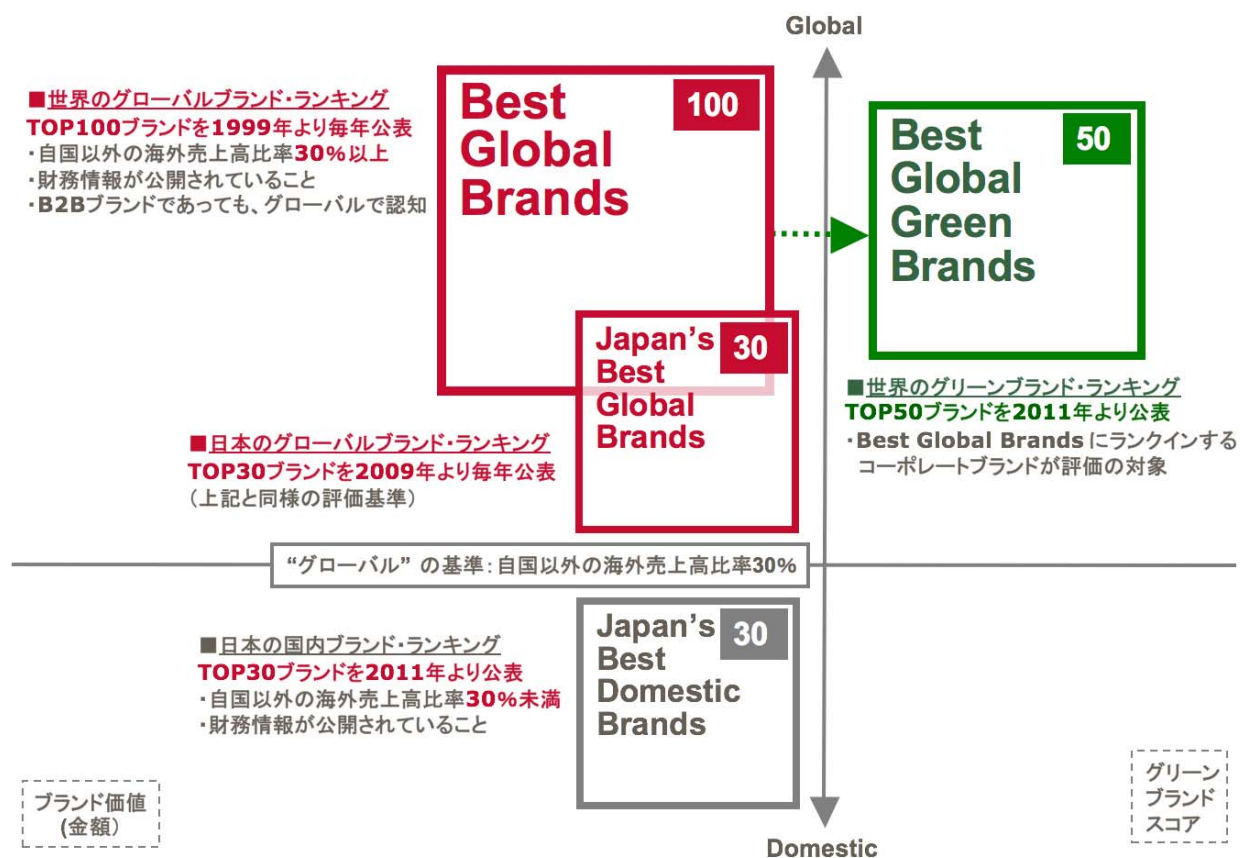 Global
■世界のグローバルブランド・ランキング
TOP100ブランドを1999年より毎年公表
・自国以外の海外売上高比率30%以上
・財務情報が公開されていること
・B2Bブランドであっても、グローバルで認知
Best
Global
Brands
100
Best
Global
Green
Brands
50
Japan's
Best
Global
Brands
30
■世界のグリーンブランド・ランキング
TOP50ブランドを2011年より公表
・Best Global Brands にランクインする
コーポレートブランドが評価の対象
■日本のグローバルブランド・ランキング
TOP30ブランドを2009年より毎年公表
（上記と同様の評価基準）
“グローバル” の基準：自国以外の海外売上高比率30%
■日本の国内ブランド・ランキング
TOP30ブランドを2011年より公表
・自国以外の海外売上高比率30%未満
・財務情報が公開されていること
Japan's
Best
Domestic
Brands
30
ブランド価値
(金額）
グリーン
ブランド
スコア
Domestic